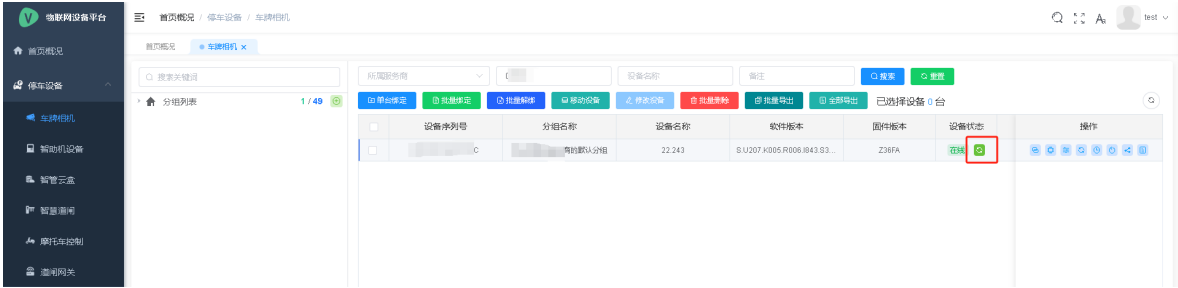 V 物联网设备平台 首页概况 / 停车设备 / 车牌相机 test
首页概况
首页概况 车牌相机 ×
停车设备
搜索关键词 所属服务商 设备名称 备注 搜索 重置
分组列表 1 / 49 单台绑定 批量绑定 批量解绑 移动设备 修改设备 批量删除 批量导出 全部导出 已选择设备 0 台
车牌相机
设备序列号 分组名称 设备名称 软件版本 固件版本 设备状态 操作
智助机设备
C 商的默认分组 22.243 S:U207.K005.R006.I843.S3... Z36FA 在线
智管云盒
智慧道闸
摩托车控制
道闸网关